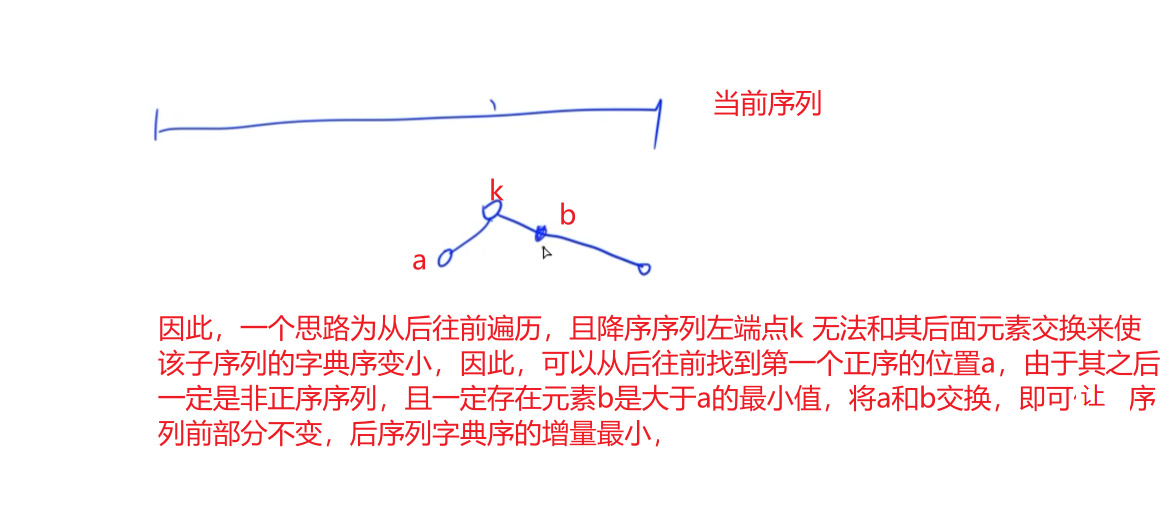 当前序列
k
b
a
因此，一个思路为从后往前遍历，且降序序列左端点k 无法和其后面元素交换来使
该子序列的字典序变小，因此，可以从后往前找到第一个正序的位置a，由于其之后
一定是非正序序列，且一定存在元素b是大于a的最小值，将a和b交换，即可 让 序
列前部分不变，后序列字典序的增量最小，